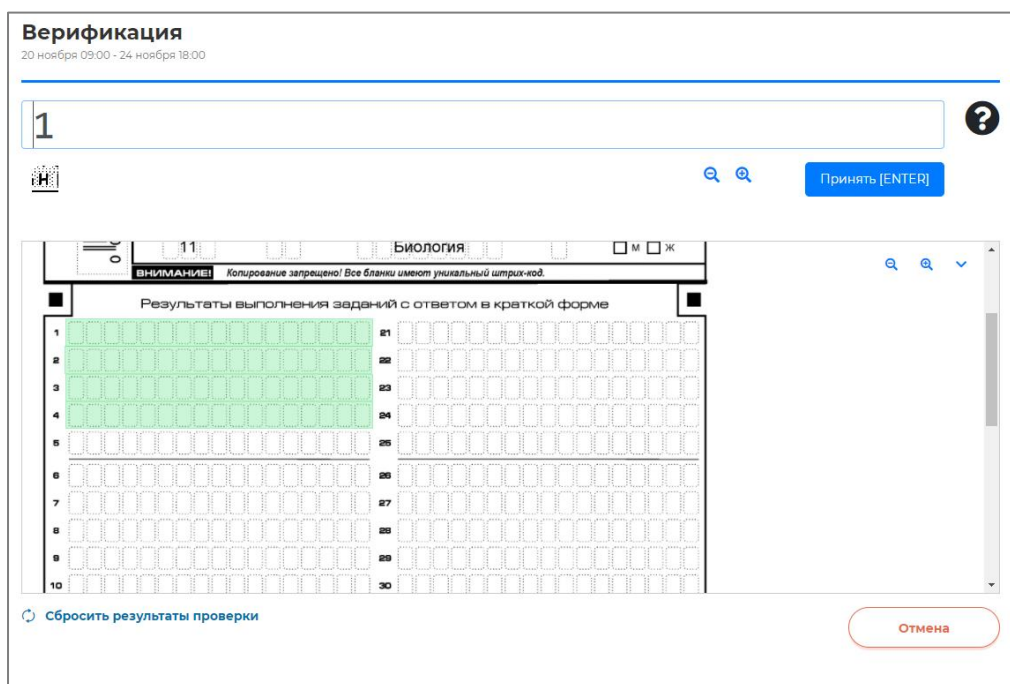 Верификация
20 ноября 09:00 - 24 ноября 18:00
1
?
Н
Принять [ENTER]
11 Биология М Ж
ВНИМАНИЕ! Копирование запрещено! Все бланки имеют уникальный штрих-код.
Результаты выполнения заданий с ответом в краткой форме
1 21
2 22
3 23
4 24
5 25
6 26
7 27
8 28
9 29
10 30
Сбросить результаты проверки
Отмена